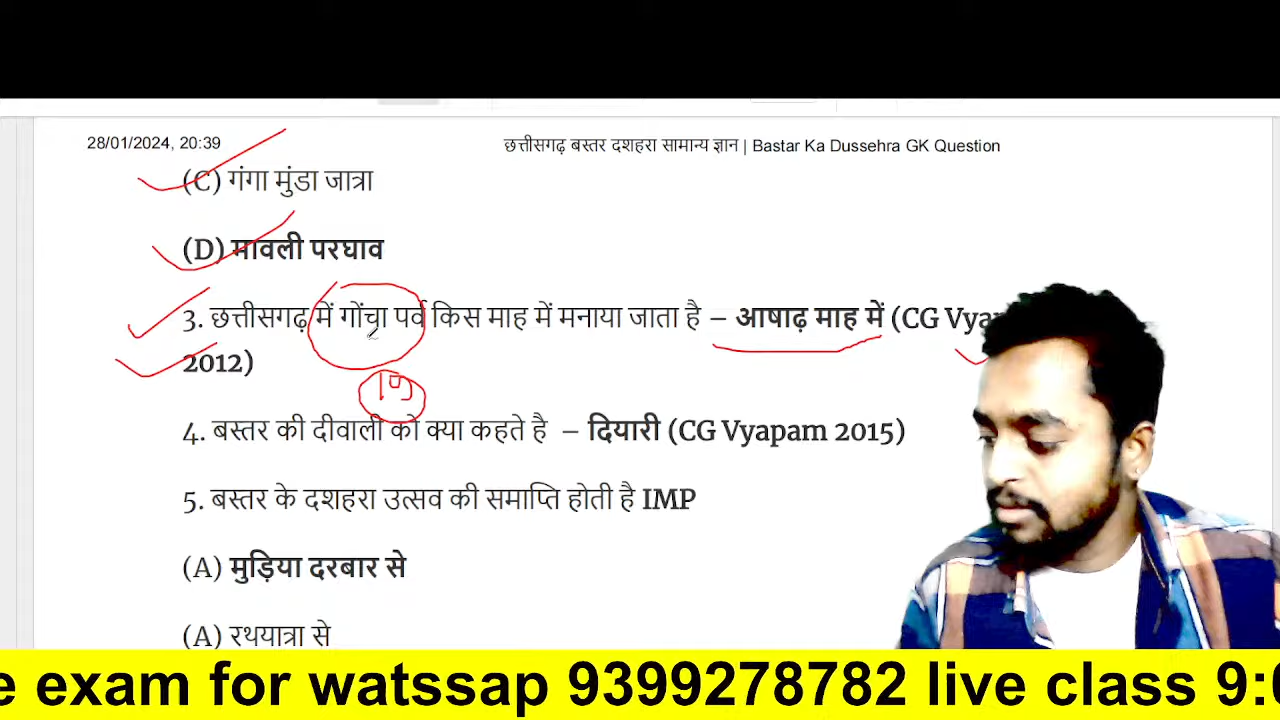 28/01/2024, 20:39 छत्तीसगढ़ बस्तर दशहरा सामान्य ज्ञान | Bastar Ka Dussehra GK Question
(C) गंगा मुंडा जात्रा
(D) मावली परघाव
3. छत्तीसगढ़ में गोंचा पर्व किस माह में मनाया जाता है – आषाढ़ माह में (CG
2012)
4. बस्तर की दीवाली को क्या कहते है – दियारी (CG Vyapam 2015)
5. बस्तर के दशहरा उत्सव की समाप्ति होती है IMP
(A) मुड़िया दरबार से
(A) रथयात्रा से
exam for watssap 9399278782 live class